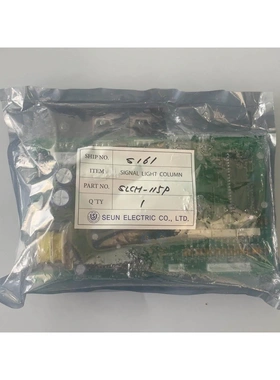 SHIP NO. S161
ITEM SIGNAL LIGHT COLUMN
PART NO. SLCM-115P
Q'TY 1
SEUN ELECTRIC CO., LTD.